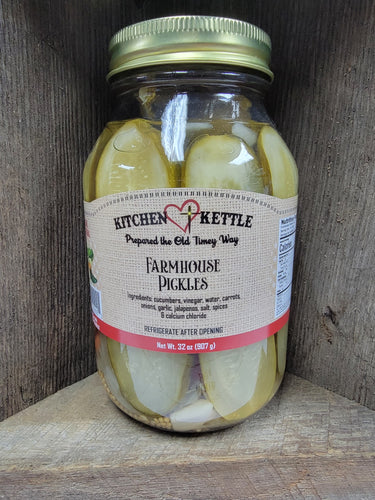 KITCHEN KETTLE
Prepared the Old Timey Way
FARMHOUSE
PICKLES
Ingredients: cucumbers, vinegar, water, carrots,
onions, garlic, jalapenos, salt, spices
& calcium chloride
REFRIGERATE AFTER OPENING
Net Wt. 32 oz (907 g)